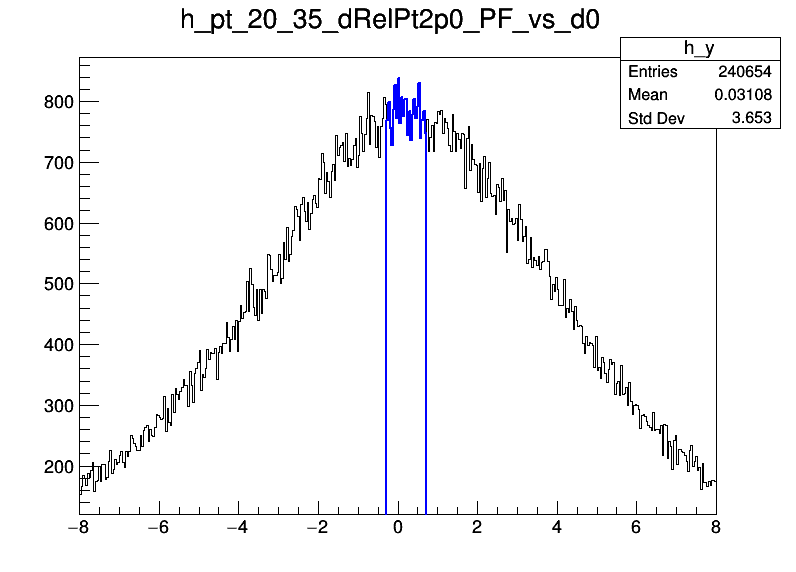 h_pt_20_35_dRelPt2p0_PF_vs_d0
h_y
Entries 240654
Mean 0.03108
Std Dev 3.653
800
700
600
500
400
300
200
−8 −6 −4 −2 0 2 4 6 8